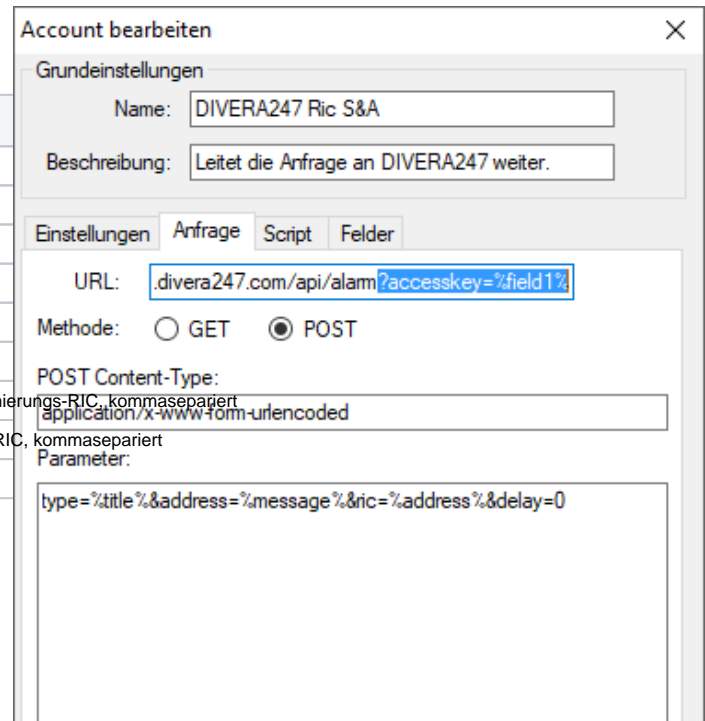 Account bearbeiten
Grundeinstellungen
Name: DIVERA247 Ric S&A
Beschreibung: Leitet die Anfrage an DIVERA247 weiter.
Einstellungen Anfrage Script Felder
URL: .divera247.com/api/alarm?accesskey=%field1%
Methode: GET POST
POST Content-Type:
ierungs-RIC, kommasepariert
application/x-www-form-urlencoded
RIC, kommasepariert
Parameter:
type=%title%&address=%message%&ric=%address%&delay=0